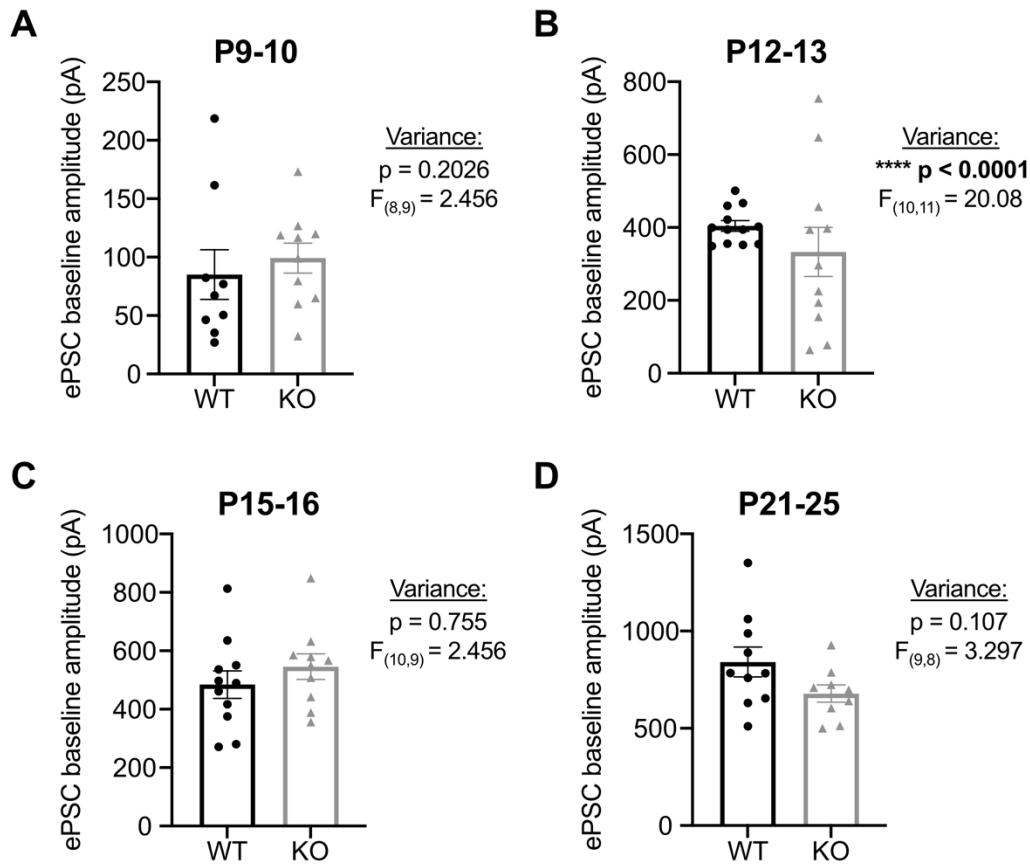 A
P9-10
ePSC baseline amplitude (pA)
250
200
150
100
50
0
WT KO
Variance:
p = 0.2026
F(8,9) = 2.456
B
P12-13
ePSC baseline amplitude (pA)
800
600
400
200
0
WT KO
Variance:
**** p < 0.0001
F(10,11) = 20.08
C
P15-16
ePSC baseline amplitude (pA)
1000
800
600
400
200
0
WT KO
Variance:
p = 0.755
F(10,9) = 2.456
D
P21-25
ePSC baseline amplitude (pA)
1500
1000
500
0
WT KO
Variance:
p = 0.107
F(9,8) = 3.297